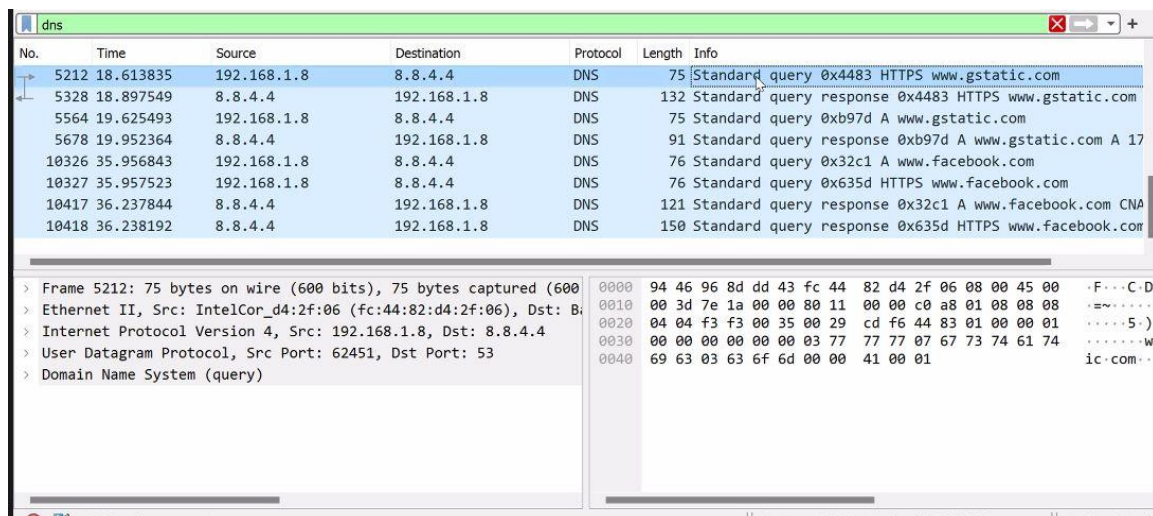 dns
No. Time Source Destination Protocol Length Info
5212 18.613835 192.168.1.8 8.8.4.4 DNS 75 Standard query 0x4483 HTTPS www.gstatic.com
5328 18.897549 8.8.4.4 192.168.1.8 DNS 132 Standard query response 0x4483 HTTPS www.gstatic.com
5564 19.625493 192.168.1.8 8.8.4.4 DNS 75 Standard query 0xb97d A www.gstatic.com
5678 19.952364 8.8.4.4 192.168.1.8 DNS 91 Standard query response 0xb97d A www.gstatic.com A 17
10326 35.956843 192.168.1.8 8.8.4.4 DNS 76 Standard query 0x32c1 A www.facebook.com
10327 35.957523 192.168.1.8 8.8.4.4 DNS 76 Standard query 0x635d HTTPS www.facebook.com
10417 36.237844 8.8.4.4 192.168.1.8 DNS 121 Standard query response 0x32c1 A www.facebook.com CNA
10418 36.238192 8.8.4.4 192.168.1.8 DNS 150 Standard query response 0x635d HTTPS www.facebook.com
Frame 5212: 75 bytes on wire (600 bits), 75 bytes captured (600
Ethernet II, Src: IntelCor_d4:2f:06 (fc:44:82:d4:2f:06), Dst:
Internet Protocol Version 4, Src: 192.168.1.8, Dst: 8.8.4.4
User Datagram Protocol, Src Port: 62451, Dst Port: 53
Domain Name System (query)
0000 94 46 96 8d dd 43 fc 44 82 d4 2f 06 08 00 45 00 ·F···C·D
0010 00 3d 7e 1a 00 00 80 11 00 00 c0 a8 01 08 08 08 ·=~·····
0020 04 04 f3 f3 00 35 00 29 cd f6 44 83 01 00 00 01 ·····5·)
0030 00 00 00 00 00 00 03 77 77 77 07 67 73 74 61 74 ·······w
0040 69 63 03 63 6f 6d 00 00 41 00 01 ic·com··